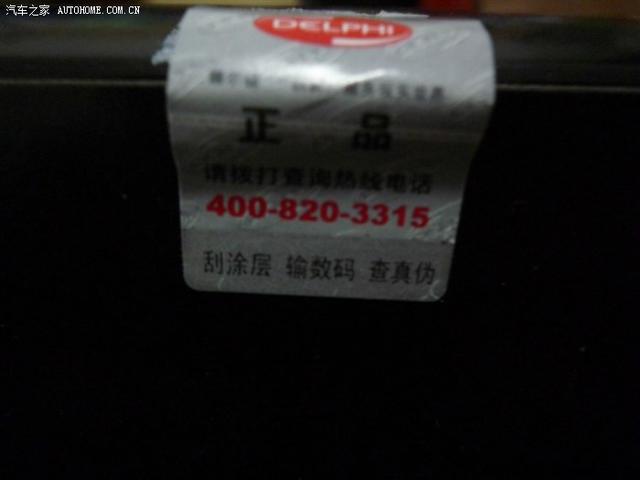 汽车之家 AUTOHOME.COM.CN
DELPHI
正品
请拨打查询热线电话
400-820-3315
刮涂层 输数码 查真伪